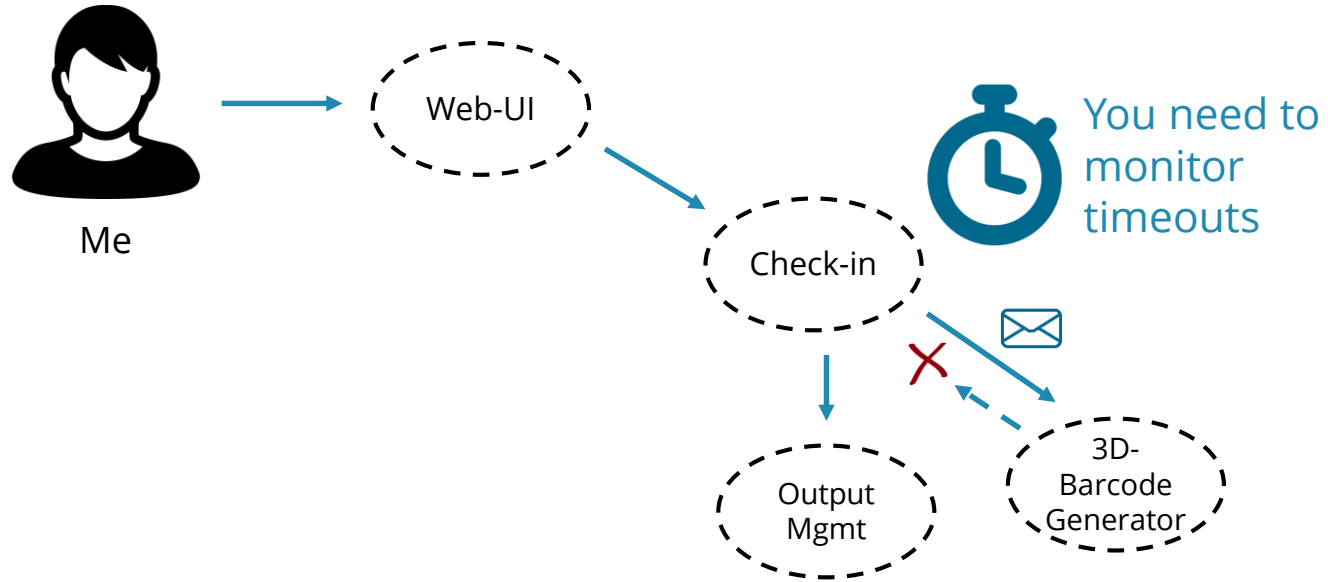 Me
Web-UI
You need to
monitor
timeouts
Check-in
Output
Mgmt
3D-
Barcode
Generator